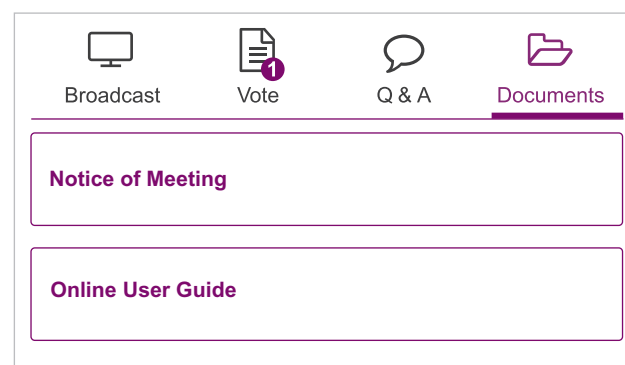 1
Broadcast Vote Q & A Documents
Notice of Meeting
Online User Guide